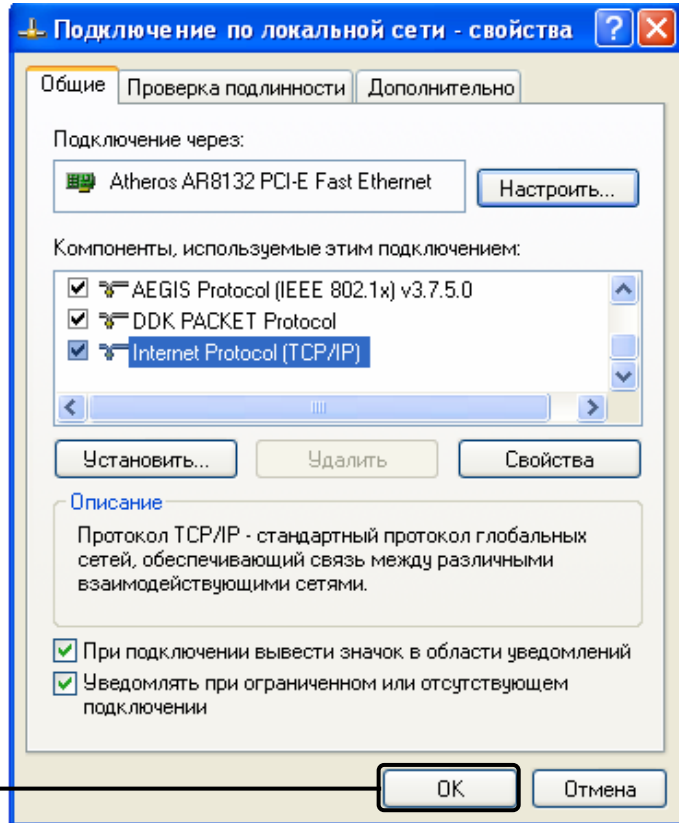 Подключение по локальной сети - свойства
Общие Проверка подлинности Дополнительно
Подключение через:
Atheros AR8132 PCI-E Fast Ethernet Настроить...
Компоненты, используемые этим подключением:
AEGIS Protocol (IEEE 802.1x) v3.7.5.0
DDK PACKET Protocol
Internet Protocol (TCP/IP)
Установить... Удалить Свойства
Описание
Протокол TCP/IP - стандартный протокол глобальных
сетей, обеспечивающий связь между различными
взаимодействующими сетями.
При подключении вывести значок в области уведомлений
Уведомлять при ограниченном или отсутствующем
подключении
OK Отмена